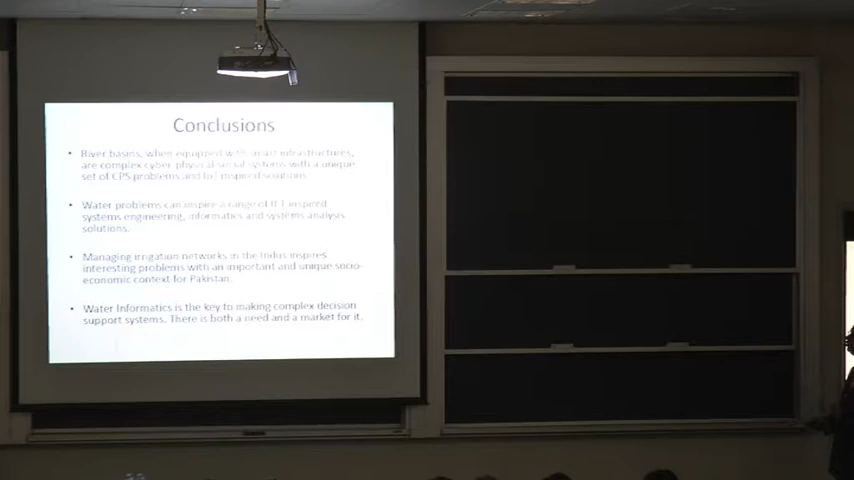 Conclusions
• River basins, when equipped with smart infrastructures,
are complex cyber physical social systems with a unique
set of CPS problems and IoT inspired solutions.
• Water problems can inspire a range of ICT inspired
systems engineering, informatics and systems analysis
solutions.
• Managing irrigation networks in the Indus inspires
interesting problems with an important and unique socio-
economic context for Pakistan.
• Water Informatics is the key to making complex decision
support systems. There is both a need and a market for it.